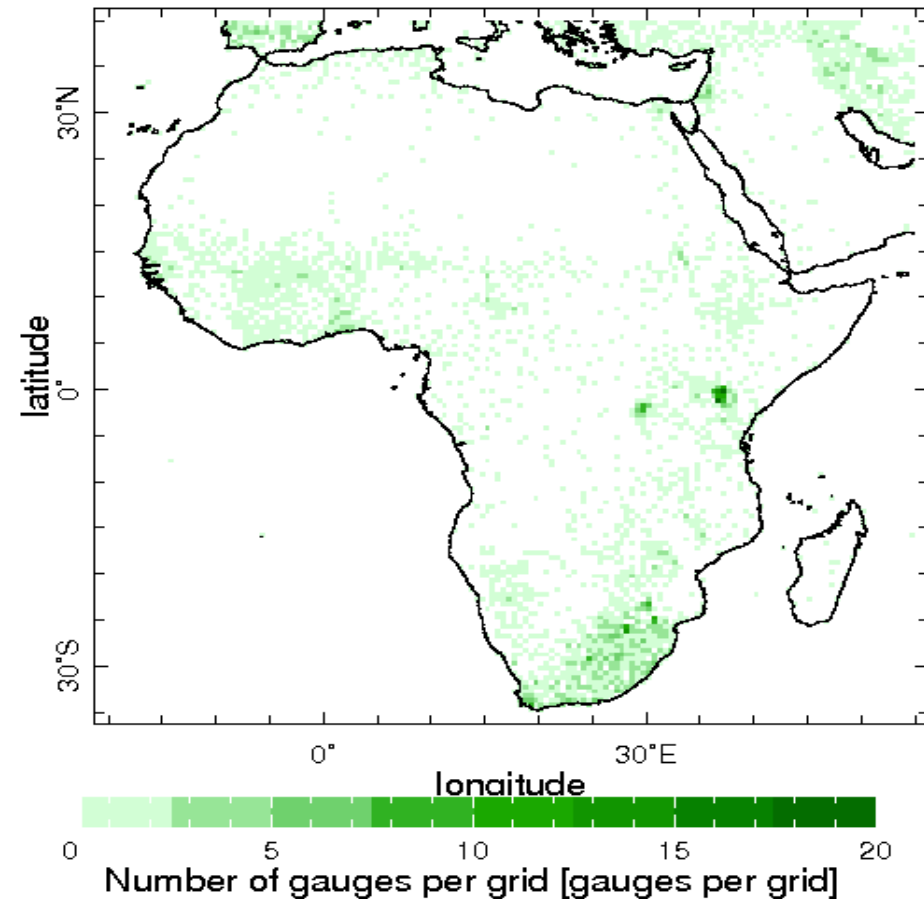 30°N
0°
30°S
latitude
0°
30°E
longitude
0 5 10 15 20
Number of gauges per grid [gauges per grid]